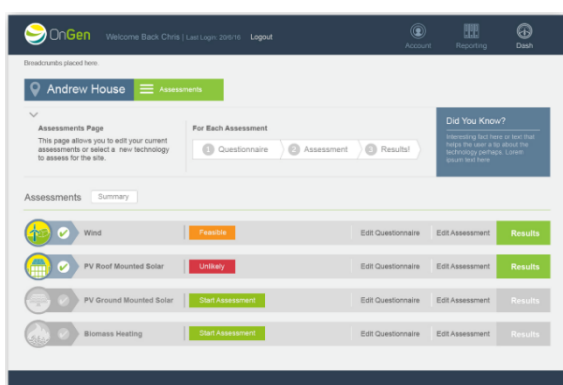 OnGen Welcome Back Chris | Last Login: 20/6/16 Logout
Account Reporting Dash
Breadcrumbs placed here.
Andrew House Assessments
Assessments Page
This page allows you to edit your current
assessments or select a new technology
to assess for the site.
For Each Assessment
1 Questionnaire 2 Assessment 3 Results!
Did You Know?
Interesting fact here or text that
helps the user a tip about the
technology perhaps. Lorem
ipsum text here
Assessments Summary
Wind Feasible Edit Questionnaire Edit Assessment Results
PV Roof Mounted Solar Unlikely Edit Questionnaire Edit Assessment Results
PV Ground Mounted Solar Start Assessment Edit Questionnaire Edit Assessment Results
Biomass Heating Start Assessment Edit Questionnaire Edit Assessment Results